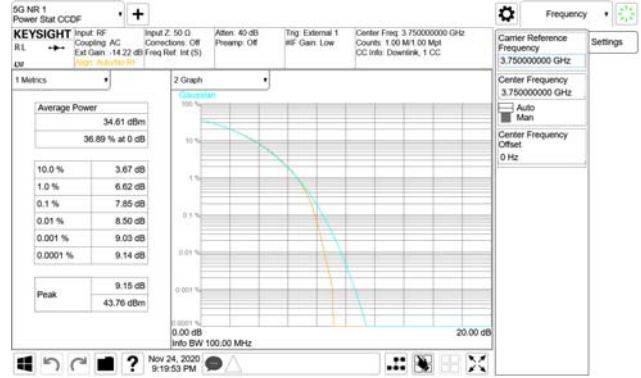 5G NR 1
Power Stat CCDF
Frequency
KEYSIGHT
RL
Input: RF
Coupling: AC
Ext Gain: -14.22 dB
Align: Auto/No RF
Input Z: 50 Ω
Corrections: Off
Freq Ref: Int (S)
Atten: 40 dB
Preamp: Off
Trig: External 1
#IF Gain: Low
Center Freq: 3.750000000 GHz
Counts: 1.00 M/1.00 Mpt
CC Info: Downlink, 1 CC
Carrier Reference
Frequency
3.750000000 GHz
Settings
Center Frequency
3.750000000 GHz
Auto
Man
Center Frequency
Offset
0 Hz
1 Metrics
Average Power
34.61 dBm
36.89 % at 0 dB
10.0 % 3.67 dB
1.0 % 6.62 dB
0.1 % 7.85 dB
0.01 % 8.50 dB
0.001 % 9.03 dB
0.0001 % 9.14 dB
Peak
9.15 dB
43.76 dBm
2 Graph
Gaussian
100 %
10 %
1 %
0.1 %
0.01 %
0.001 %
0.0001 %
0.00 dB
20.00 dB
Info BW 100.00 MHz
Nov 24, 2020
9:19:53 PM